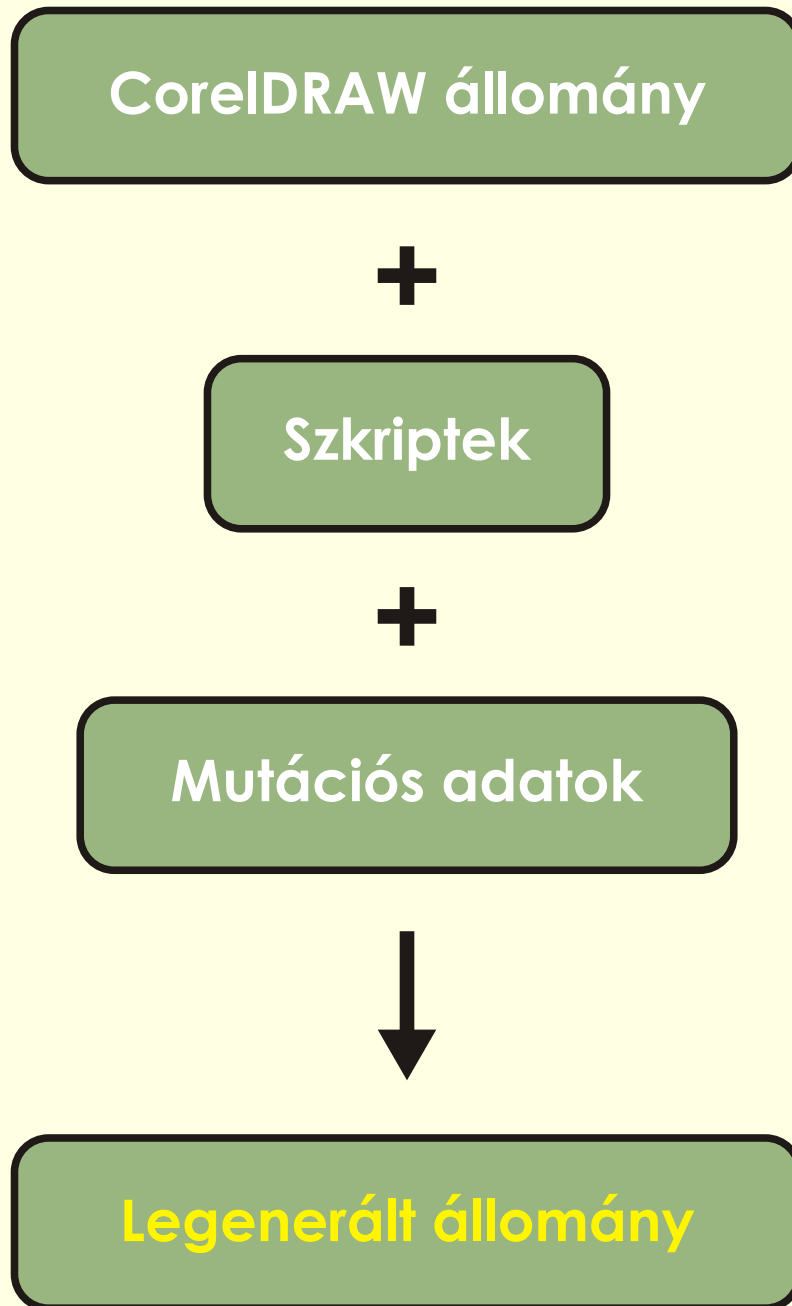 CorelDRAW állomány
+
Szkriptek
+
Mutációs adatok
Legenerált állomány